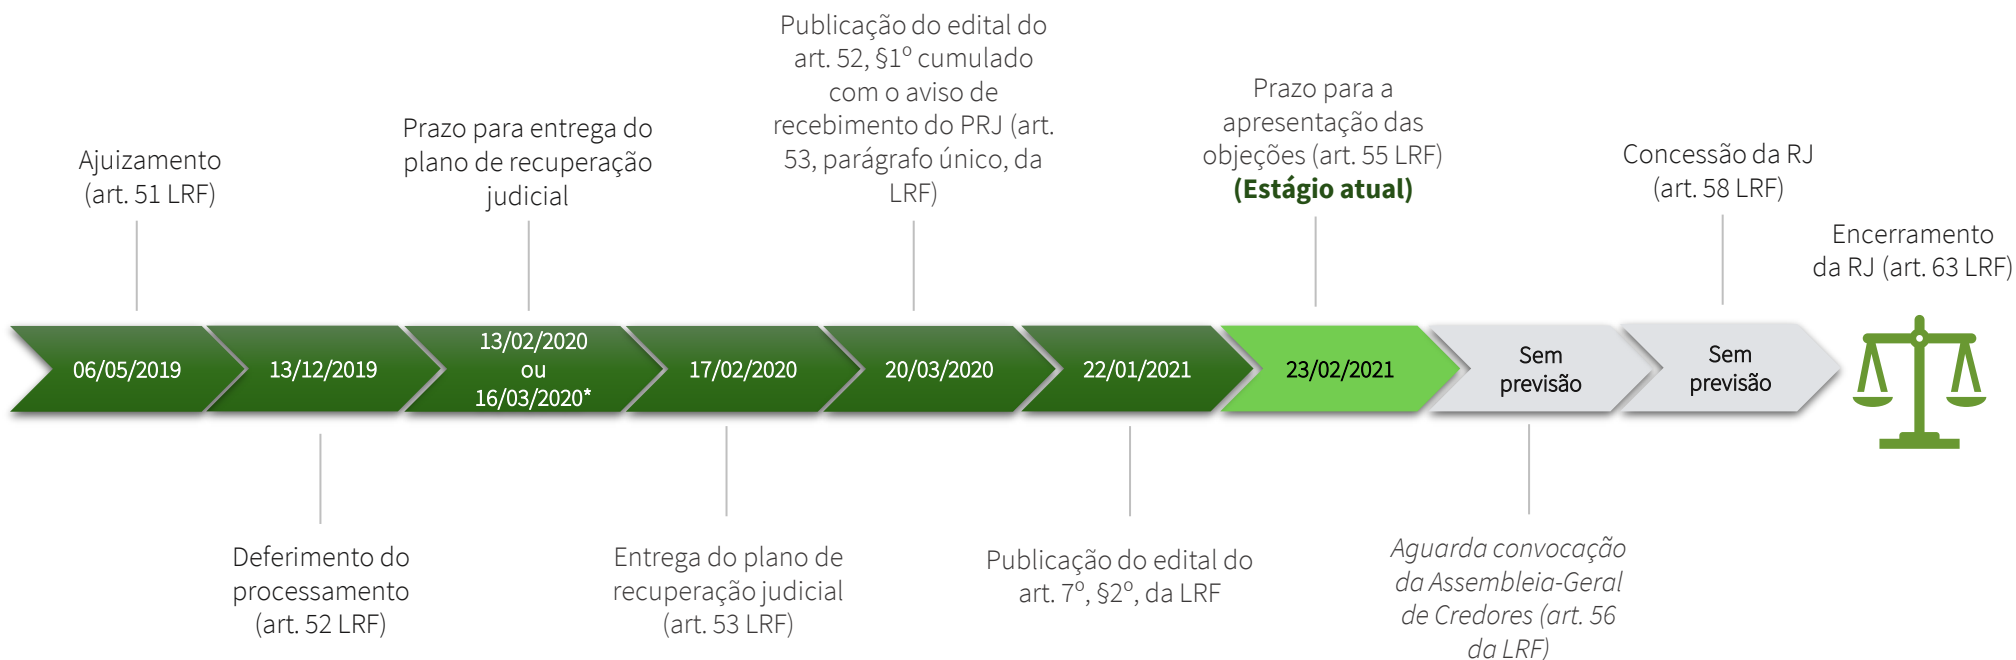 Ajuizamento
(art. 51 LRF)
Prazo para entrega do
plano de recuperação
judicial
Publicação do edital do
art. 52, §1º cumulado
com o aviso de
recebimento do PRJ (art.
53, parágrafo único, da
LRF)
Prazo para a
apresentação das
objeções (art. 55 LRF)
(Estágio atual)
Concessão da RJ
(art. 58 LRF)
Encerramento
da RJ (art. 63 LRF)
06/05/2019
13/12/2019
13/02/2020
ou
16/03/2020*
17/02/2020
20/03/2020
22/01/2021
23/02/2021
Sem
previsão
Sem
previsão
Deferimento do
processamento
(art. 52 LRF)
Entrega do plano de
recuperação judicial
(art. 53 LRF)
Publicação do edital do
art. 7º, §2º, da LRF
Aguarda convocação
da Assembleia-Geral
de Credores (art. 56
da LRF)